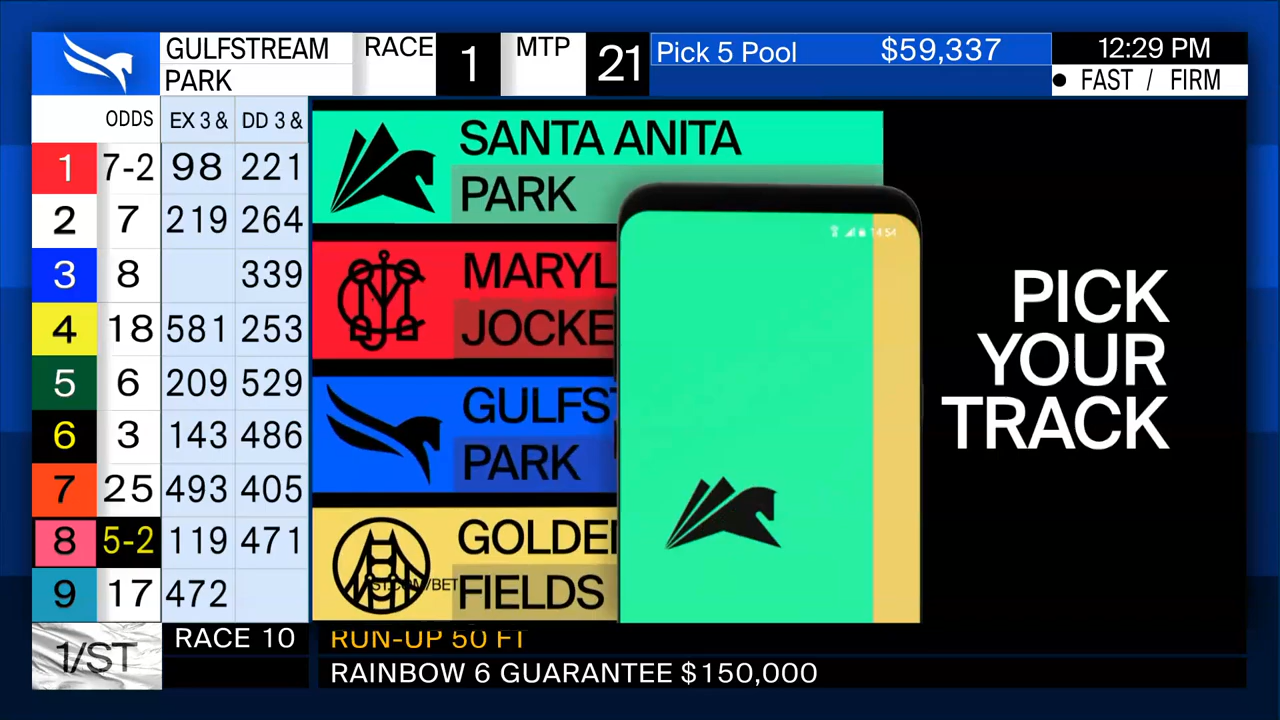 GULFSTREAM PARK RACE 1 MTP 21 Pick 5 Pool $59,337 12:29 PM
FAST / FIRM
ODDS EX 3 & DD 3 &
1 7-2 98 221
2 7 219 264
3 8 339
4 18 581 253
5 6 209 529
6 3 143 486
7 25 493 405
8 5-2 119 471
9 17 472
SANTA ANITA
PARK
MARYL
JOCKE
GULFS
PARK
GOLDE
FIELDS
14:54
PICK
YOUR
TRACK
1/ST RACE 10 RUN-UP 50 FT
RAINBOW 6 GUARANTEE $150,000